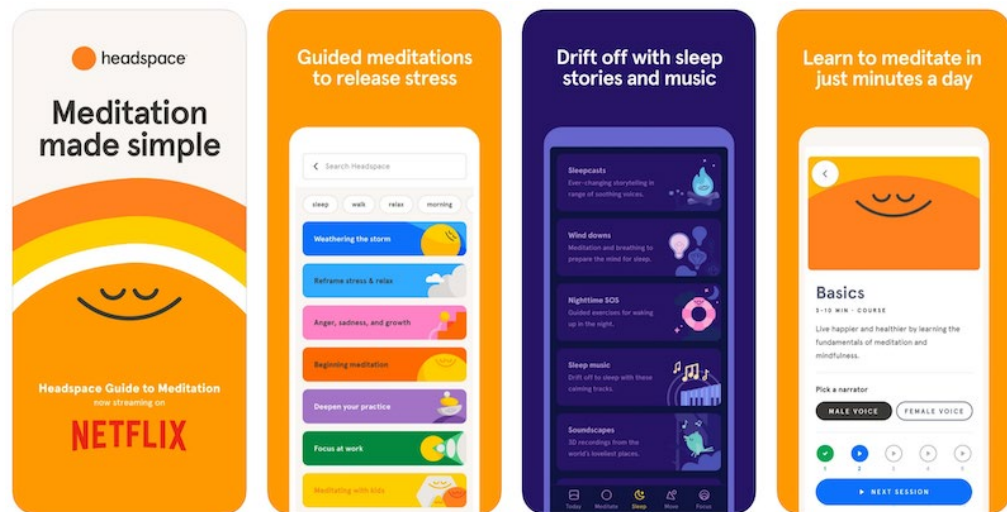 headspace
Meditation
made simple
Headspace Guide to Meditation
now streaming on
NETFLIX
Guided meditations
to release stress
Search Headspace
sleep
walk
relax
morning
Weathering the storm
Reframe stress & relax
Anger, sadness, and growth
Beginning meditation
Deepen your practice
Focus at work
Meditating with kids
Drift off with sleep
stories and music
Sleepcasts
Ever-changing storytelling in
range of soothing voices.
Wind downs
Meditation and breathing to
prepare the mind for sleep.
Nighttime SOS
Guided exercises for waking
up in the night.
Sleep music
Drift off to sleep with these
calming tracks.
Soundscapes
3D recordings from the
world's loveliest places.
Today
Meditate
Sleep
Move
Focus
Learn to meditate in
just minutes a day
Basics
3-10 MIN • COURSE
Live happier and healthier by learning the
fundamentals of meditation and
mindfulness.
Pick a narrator
MALE VOICE
FEMALE VOICE
1
2
3
4
5
NEXT SESSION